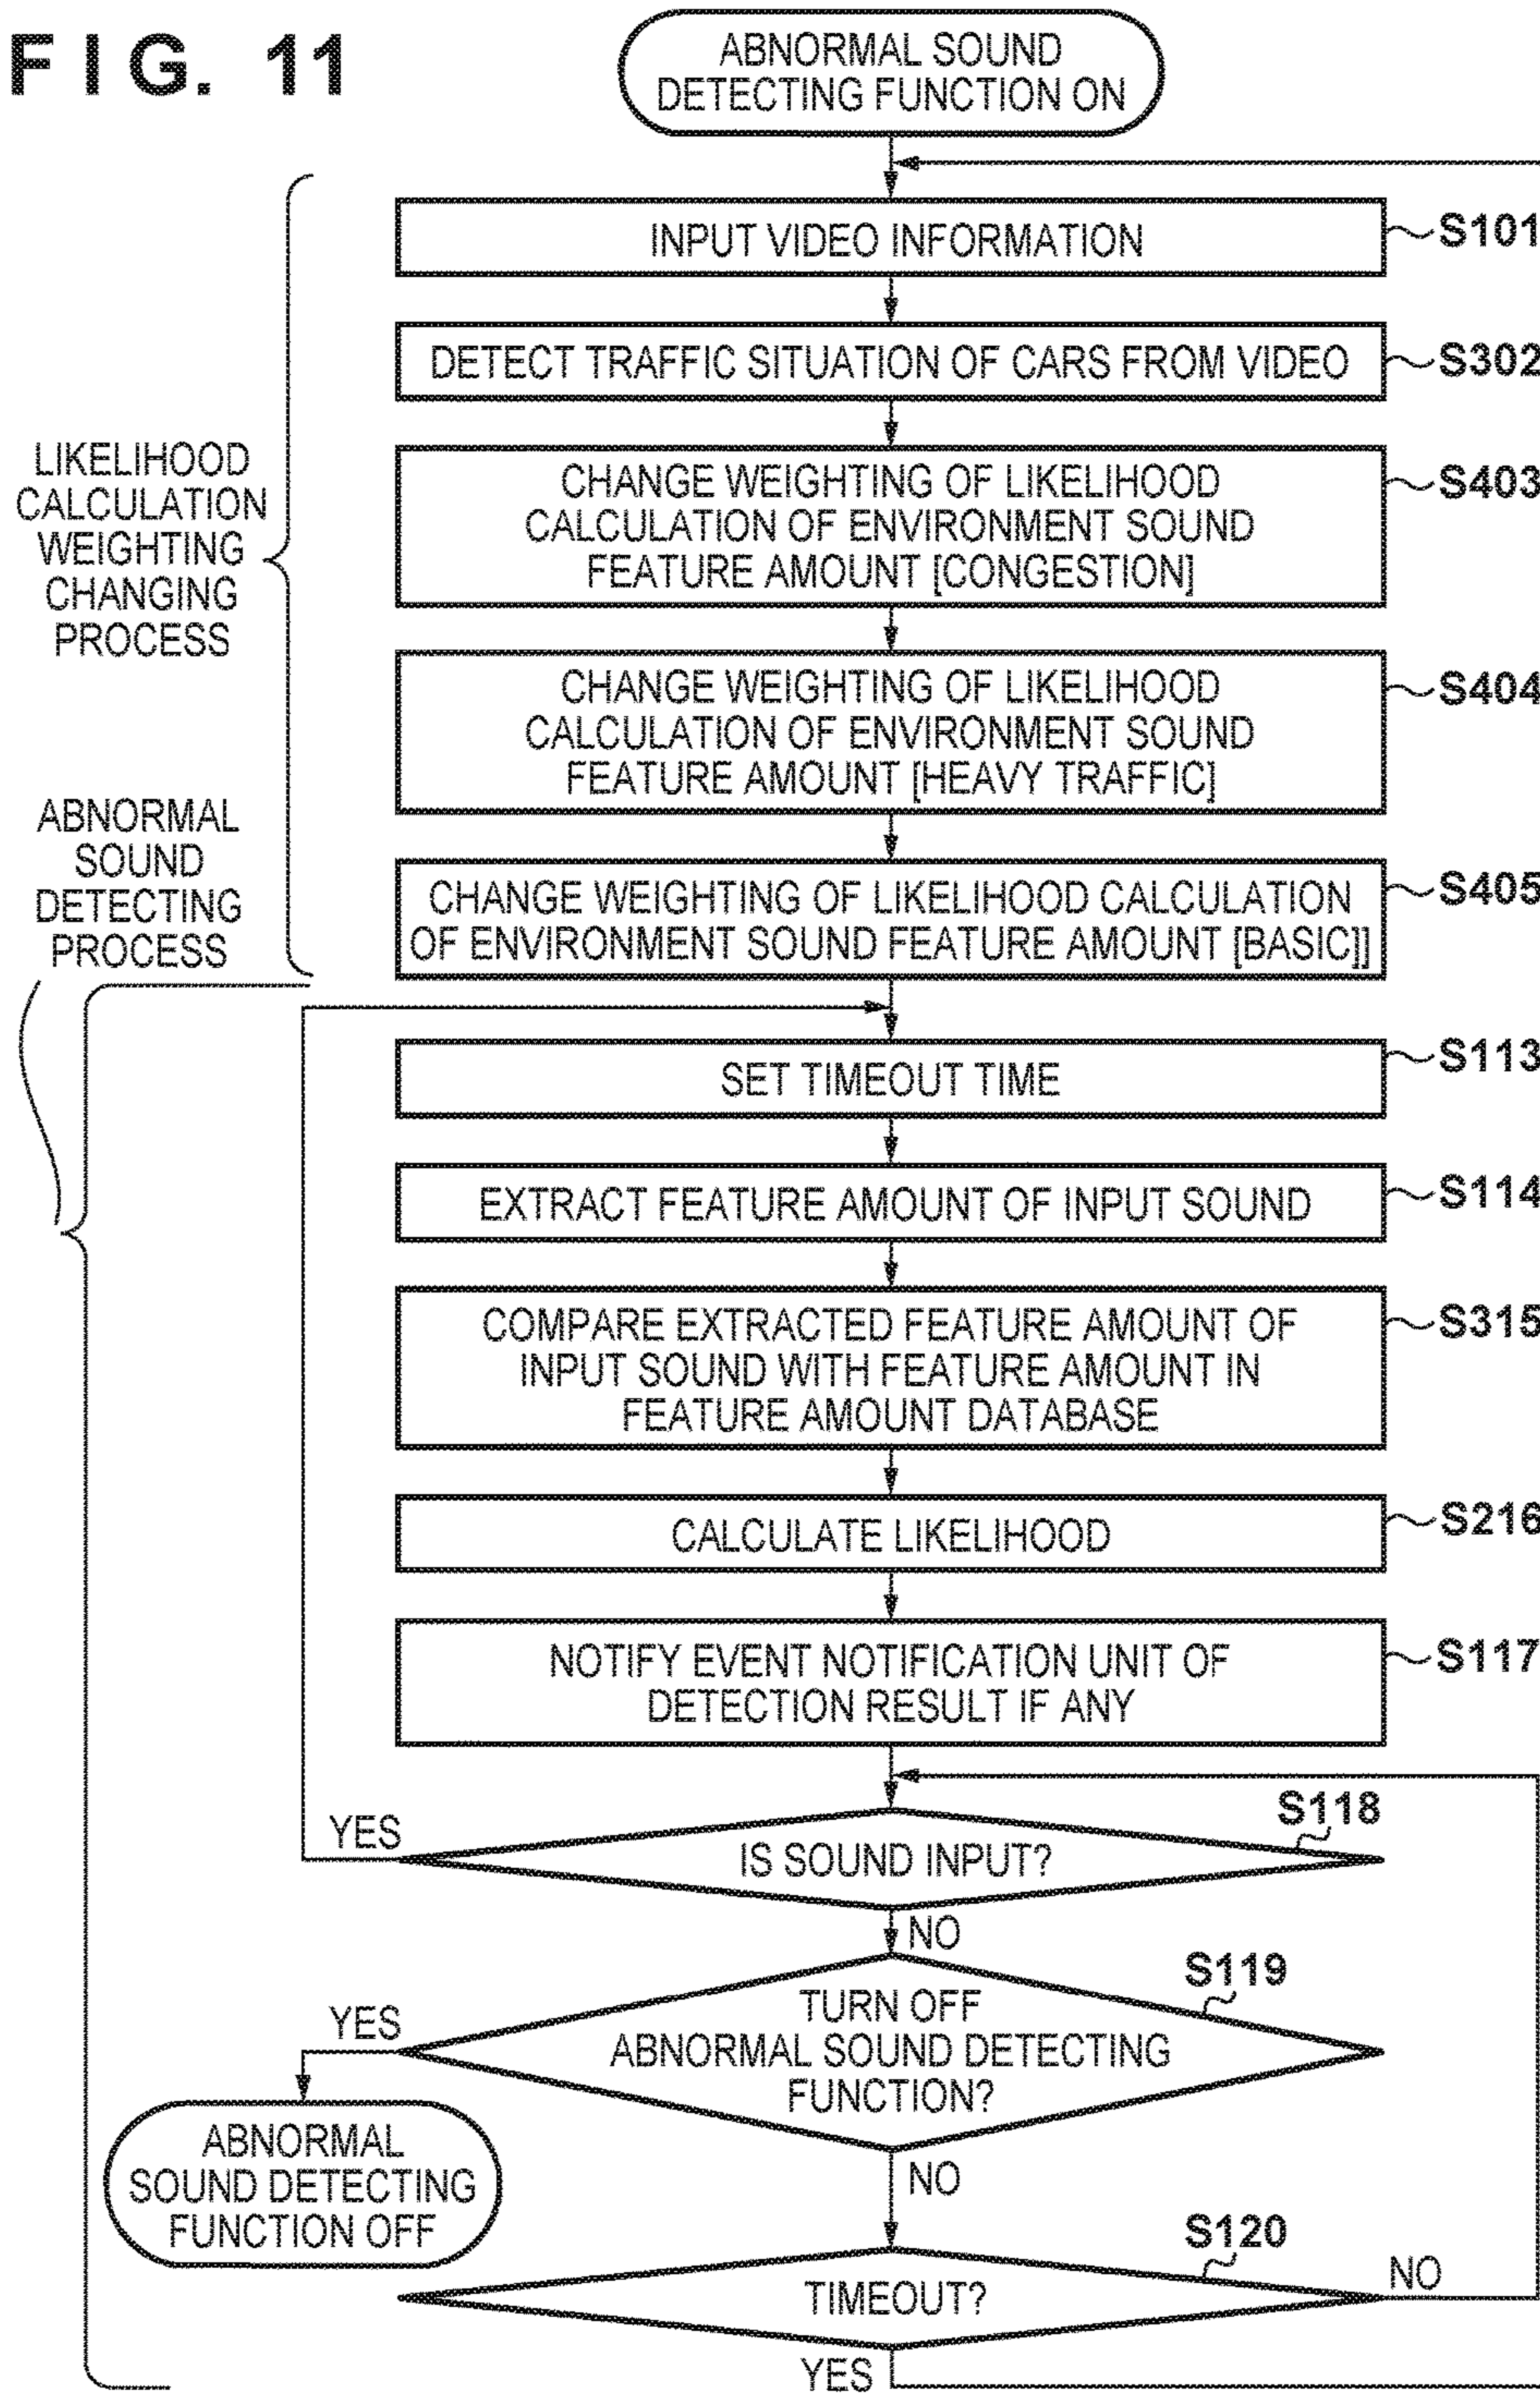 FIG. 11
ABNORMAL SOUND
DETECTING FUNCTION ON
INPUT VIDEO INFORMATION
S101
DETECT TRAFFIC SITUATION OF CARS FROM VIDEO
S302
LIKELIHOOD
CALCULATION
WEIGHTING
CHANGING
PROCESS
CHANGE WEIGHTING OF LIKELIHOOD
CALCULATION OF ENVIRONMENT SOUND
FEATURE AMOUNT [CONGESTION]
S403
CHANGE WEIGHTING OF LIKELIHOOD
CALCULATION OF ENVIRONMENT SOUND
FEATURE AMOUNT [HEAVY TRAFFIC]
S404
ABNORMAL
SOUND
DETECTING
PROCESS
CHANGE WEIGHTING OF LIKELIHOOD CALCULATION
OF ENVIRONMENT SOUND FEATURE AMOUNT [BASIC]]
S405
SET TIMEOUT TIME
S113
EXTRACT FEATURE AMOUNT OF INPUT SOUND
S114
COMPARE EXTRACTED FEATURE AMOUNT OF
INPUT SOUND WITH FEATURE AMOUNT IN
FEATURE AMOUNT DATABASE
S315
CALCULATE LIKELIHOOD
S216
NOTIFY EVENT NOTIFICATION UNIT OF
DETECTION RESULT IF ANY
S117
S118
YES
IS SOUND INPUT?
NO
S119
YES
TURN OFF
ABNORMAL SOUND DETECTING
FUNCTION?
ABNORMAL
SOUND DETECTING
FUNCTION OFF
NO
S120
TIMEOUT?
NO
YES